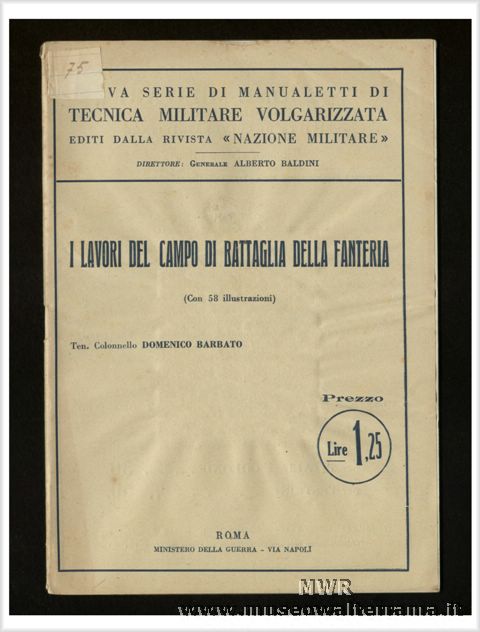 75
VA SERIE DI MANUALETTI DI
TECNICA MILITARE VOLGARIZZATA
EDITI DALLA RIVISTA «NAZIONE MILITARE»
DIRETTORE: GENERALE ALBERTO BALDINI
I LAVORI DEL CAMPO DI BATTAGLIA DELLA FANTERIA
(Con 58 illustrazioni)
Ten. Colonnello DOMENICO BARBATO
Prezzo
Lire 1,25
ROMA
MINISTERO DELLA GUERRA - VIA NAPOLI
MWR
www.museowalterrama.it